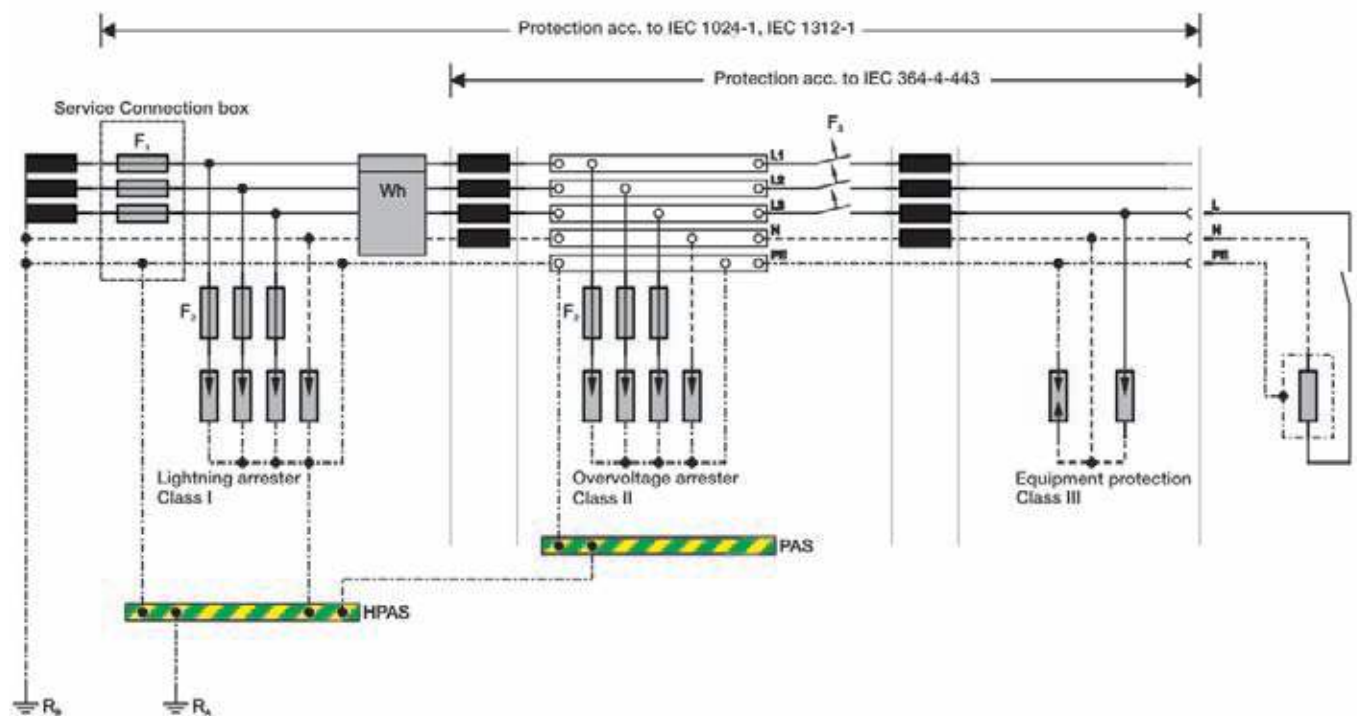 Protection acc. to IEC 1024-1, IEC 1312-1
Protection acc. to IEC 364-4-443
Service Connection box
F₁
F₃
L1
Wh
L2
L3
L
N
N
PE
PE
F₂
F₂
Lightning arrester
Class I
Overvoltage arrester
Class II
Equipment protection
Class III
PAS
HPAS
R_B
R_A